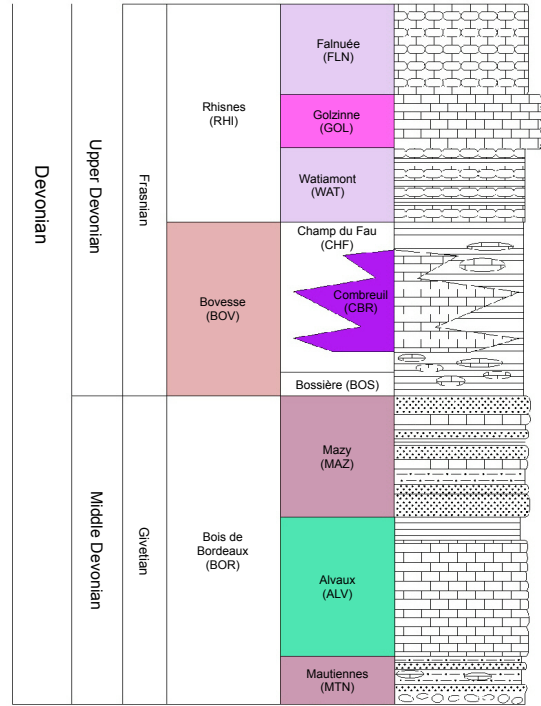 Devonian
Upper Devonian
Middle Devonian
Frasnian
Givetian
Rhisnes
(RHI)
Bovesse
(BOV)
Bois de
Bordeaux
(BOR)
Falnuée
(FLN)
Golzinne
(GOL)
Watiamont
(WAT)
Champ du Fau
(CHF)
Combreuil
(CBR)
Bossière (BOS)
Mazy
(MAZ)
Alvaux
(ALV)
Mautiennes
(MTN)